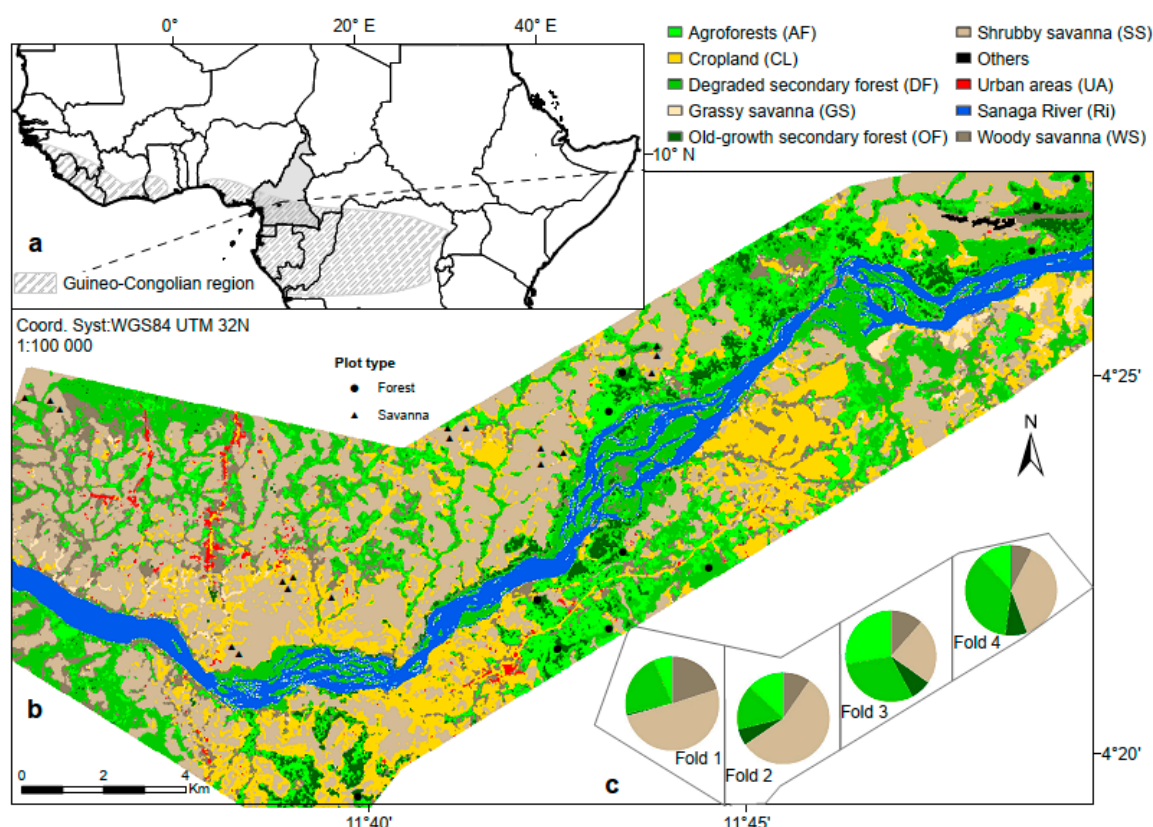 0° 20° E 40° E
Agroforests (AF)
Cropland (CL)
Degraded secondary forest (DF)
Grassy savanna (GS)
Old-growth secondary forest (OF)
Shrubby savanna (SS)
Others
Urban areas (UA)
Sanaga River (Ri)
Woody savanna (WS)
10° N
a
Guineo-Congolian region
Coord. Syst:WGS84 UTM 32N
1:100 000
Plot type
Forest
Savanna
4°25'
N
b
Fold 1
Fold 2
Fold 3
Fold 4
c
4°20'
0 2 4
Km
11°40' 11°45'